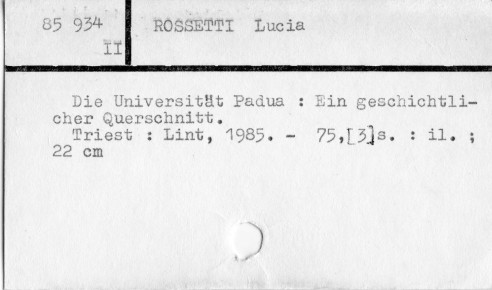 85 934 ROSSETTI Lucia
II
Die Universität Padua : Ein geschichtli-
cher Querschnitt.
Triest : Lint, 1985. - 75,[3]s. : il. ;
22 cm